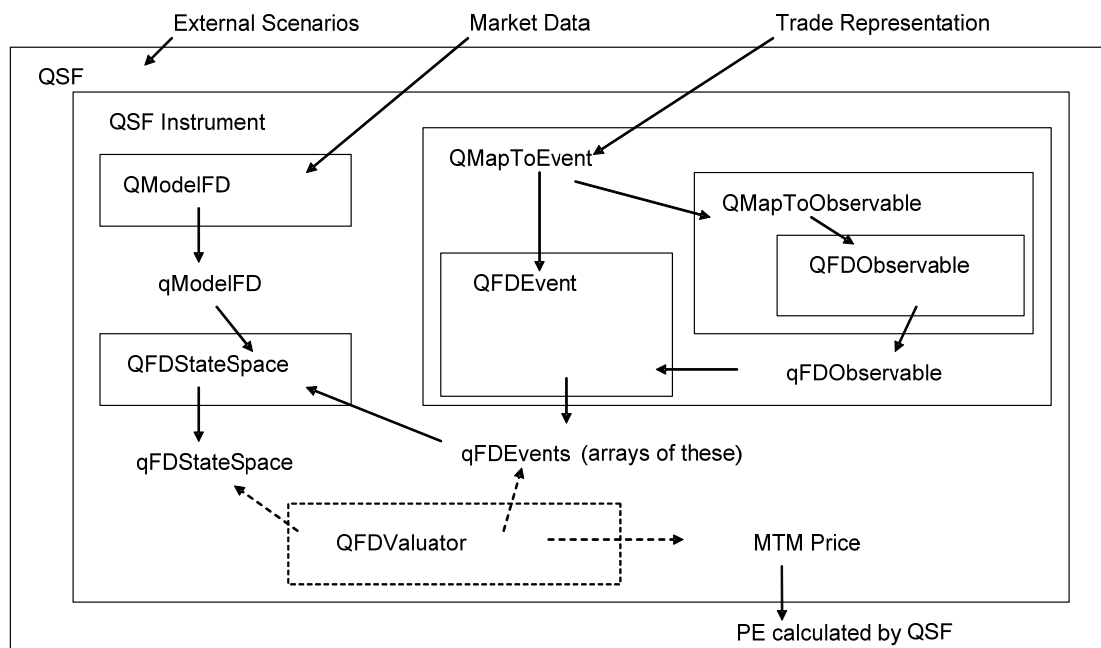 External Scenarios
Market Data
Trade Representation
QSF
QSF Instrument
QMapToEvent
QModelFD
QMapToObservable
QFDObservable
qModelFD
QFDEvent
QFDStateSpace
qFDObservable
qFDStateSpace
qFDEvents (arrays of these)
QFDValuator
MTM Price
PE calculated by QSF